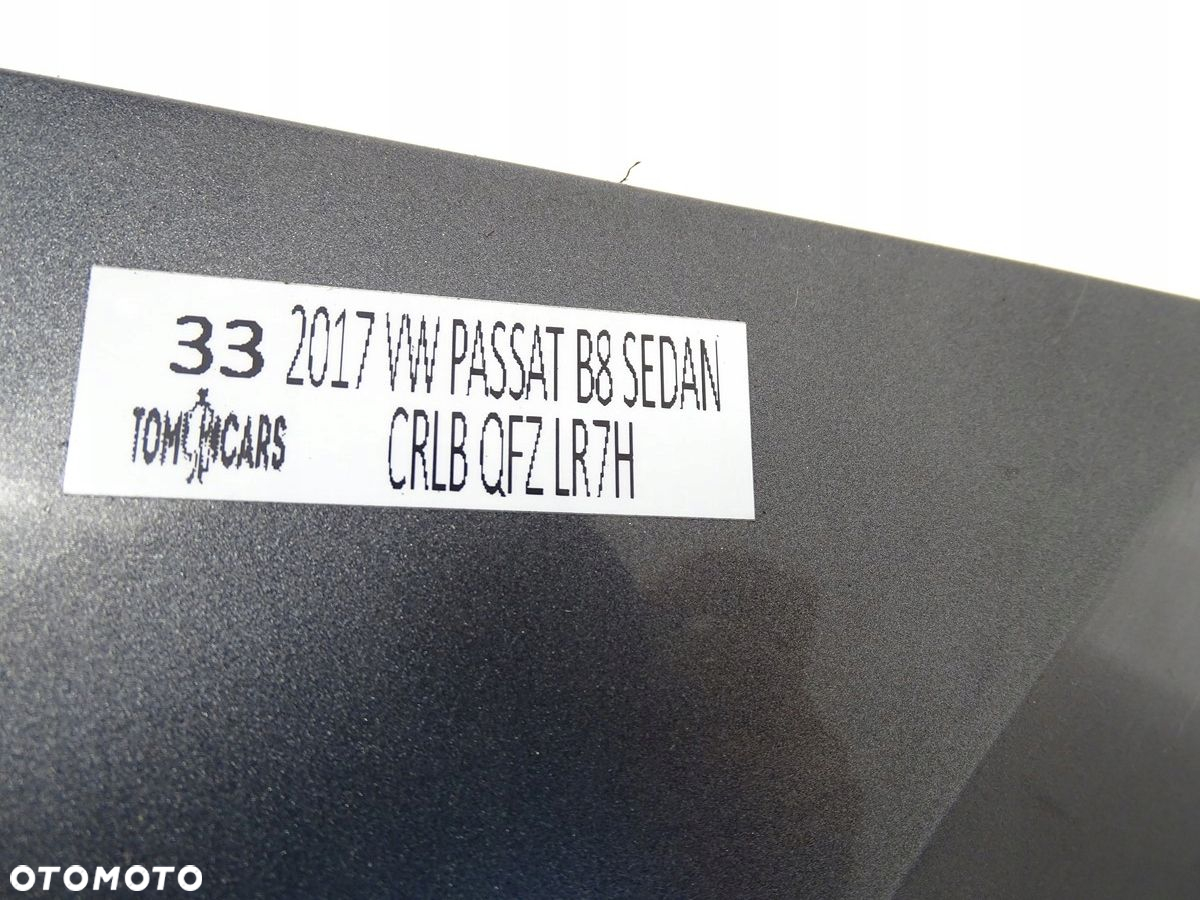 33 2017 VW PASSAT B8 SEDAN
TOM CARS CRLB QFZ LR7H
OTOMOTO